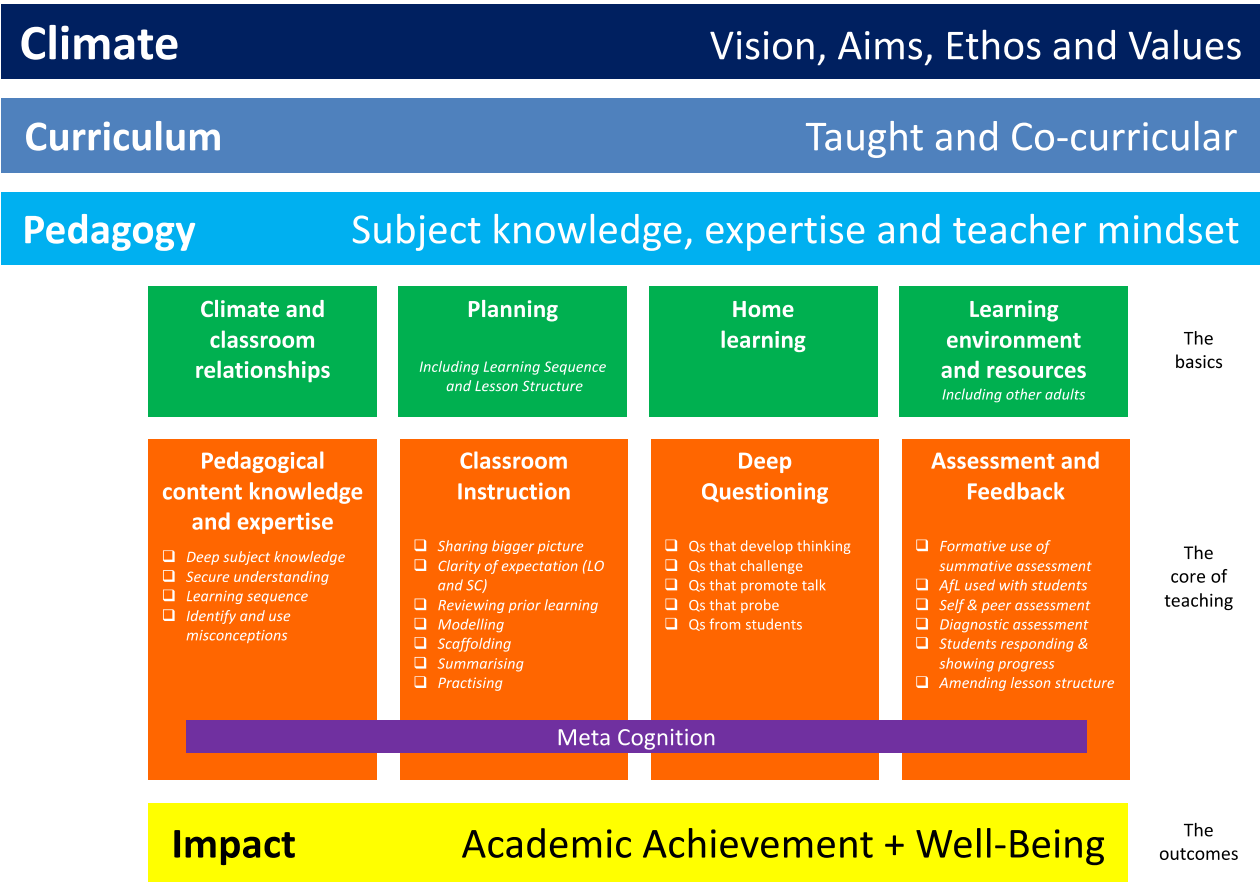 Climate Vision, Aims, Ethos and Values
Curriculum Taught and Co-curricular
Pedagogy Subject knowledge, expertise and teacher mindset
Climate and
classroom
relationships
Planning
Including Learning Sequence
and Lesson Structure
Home
learning
Learning
environment
and resources
Including other adults
The
basics
Pedagogical
content knowledge
and expertise
Deep subject knowledge
Secure understanding
Learning sequence
Identify and use
misconceptions
Classroom
Instruction
Sharing bigger picture
Clarity of expectation (LO
and SC)
Reviewing prior learning
Modelling
Scaffolding
Summarising
Practising
Deep
Questioning
Qs that develop thinking
Qs that challenge
Qs that promote talk
Qs that probe
Qs from students
Assessment and
Feedback
Formative use of
summative assessment
AfL used with students
Self & peer assessment
Diagnostic assessment
Students responding &
showing progress
Amending lesson structure
The
core of
teaching
Meta Cognition
Impact Academic Achievement + Well-Being
The
outcomes